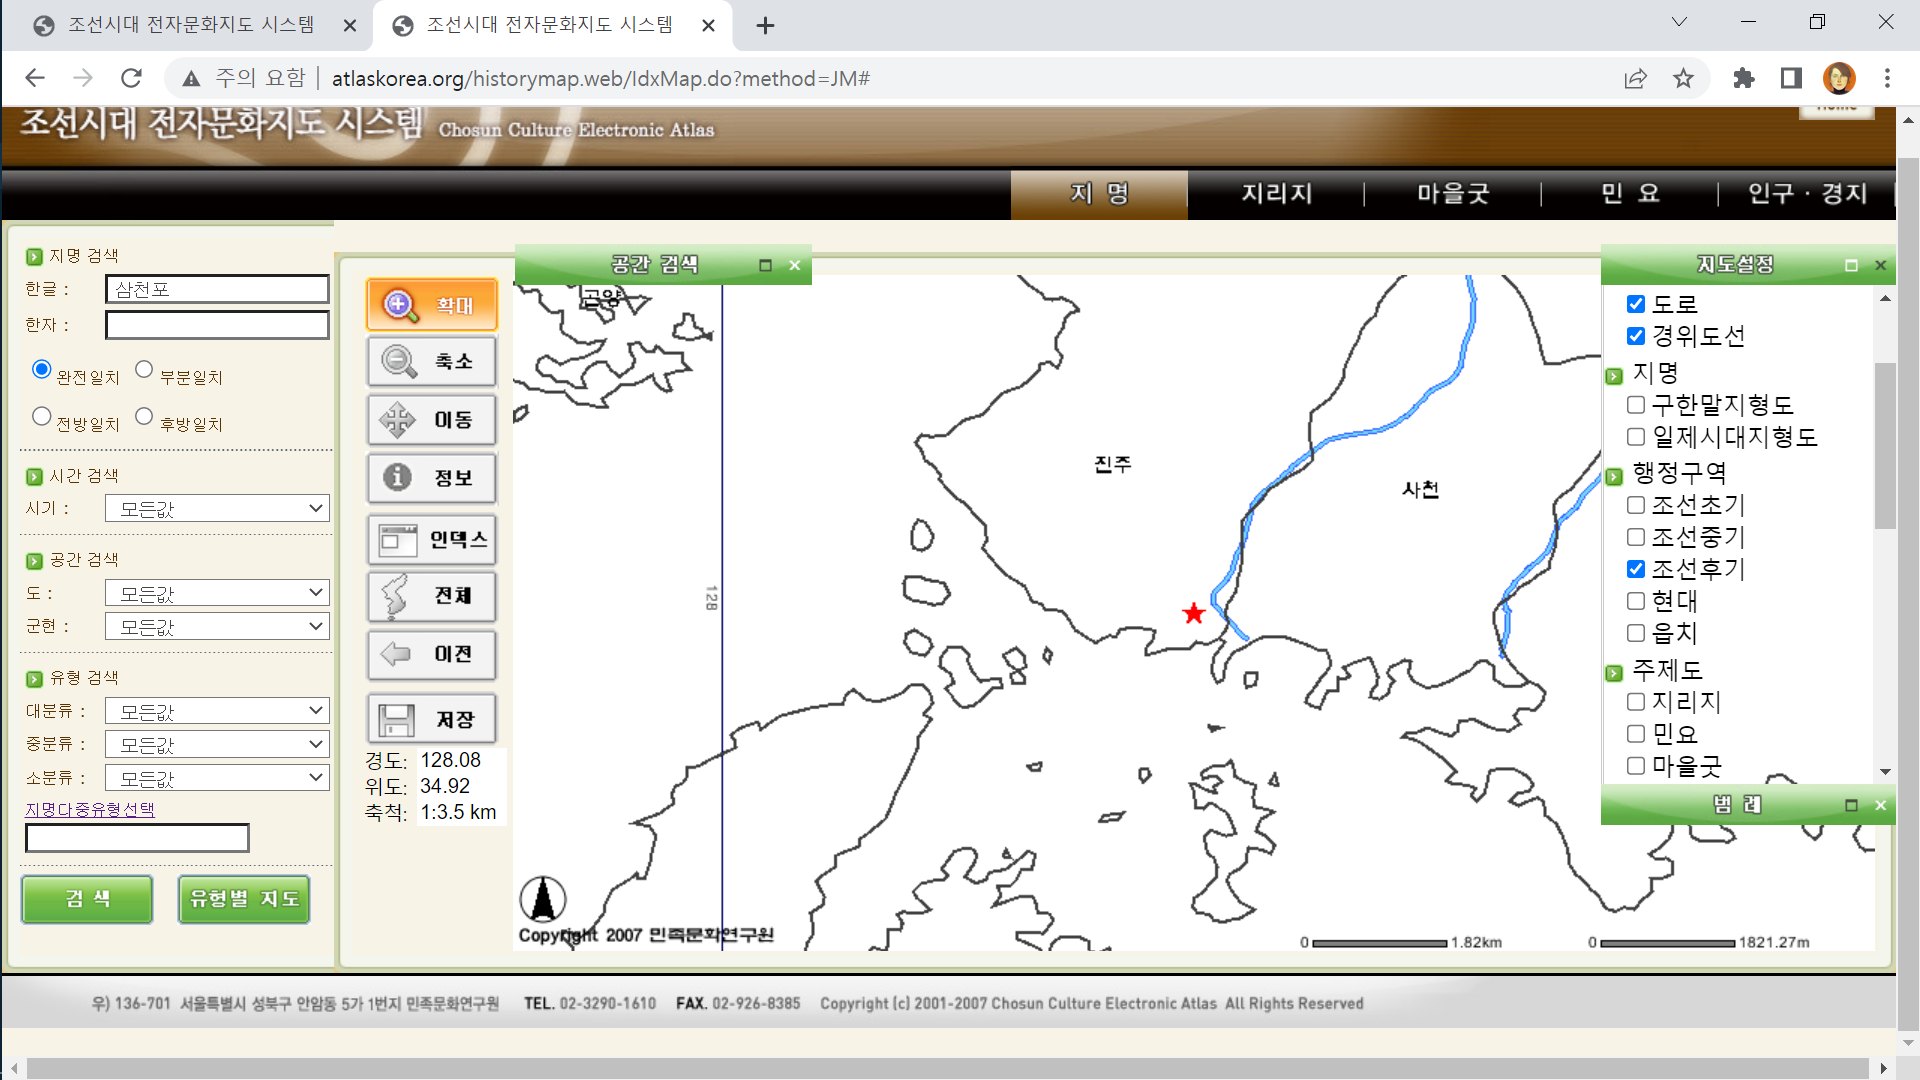 조선시대 전자문화지도 시스템
조선시대 전자문화지도 시스템
주의 요함
atlaskorea.org/historymap.web/IdxMap.do?method=JM#
조선시대 전자문화지도 시스템 Chosun Culture Electronic Atlas
Home
지 명
지리지
마을굿
민 요
인구 · 경지
지명 검색
한글 :
삼천포
한자 :
완전일치
부분일치
전방일치
후방일치
시간 검색
시기 :
모든값
공간 검색
도 :
모든값
군현 :
모든값
유형 검색
대분류 :
모든값
중분류 :
모든값
소분류 :
모든값
지명다중유형선택
검 색
유형별 지도
확대
축소
이동
정보
인덱스
전체
이전
저장
경도: 128.08
위도: 34.92
축척: 1:3.5 km
공간 검색
곤양
128
진주
사천
Copyright 2007 민족문화연구원
0 1.82km
0 1821.27m
지도설정
도로
경위도선
지명
구한말지형도
일제시대지형도
행정구역
조선초기
조선중기
조선후기
현대
읍치
주제도
지리지
민요
마을굿
범 례
우) 136-701 서울특별시 성북구 안암동 5가 1번지 민족문화연구원 TEL. 02-3290-1610 FAX. 02-926-8385 Copyright (c) 2001-2007 Chosun Culture Electronic Atlas All Rights Reserved